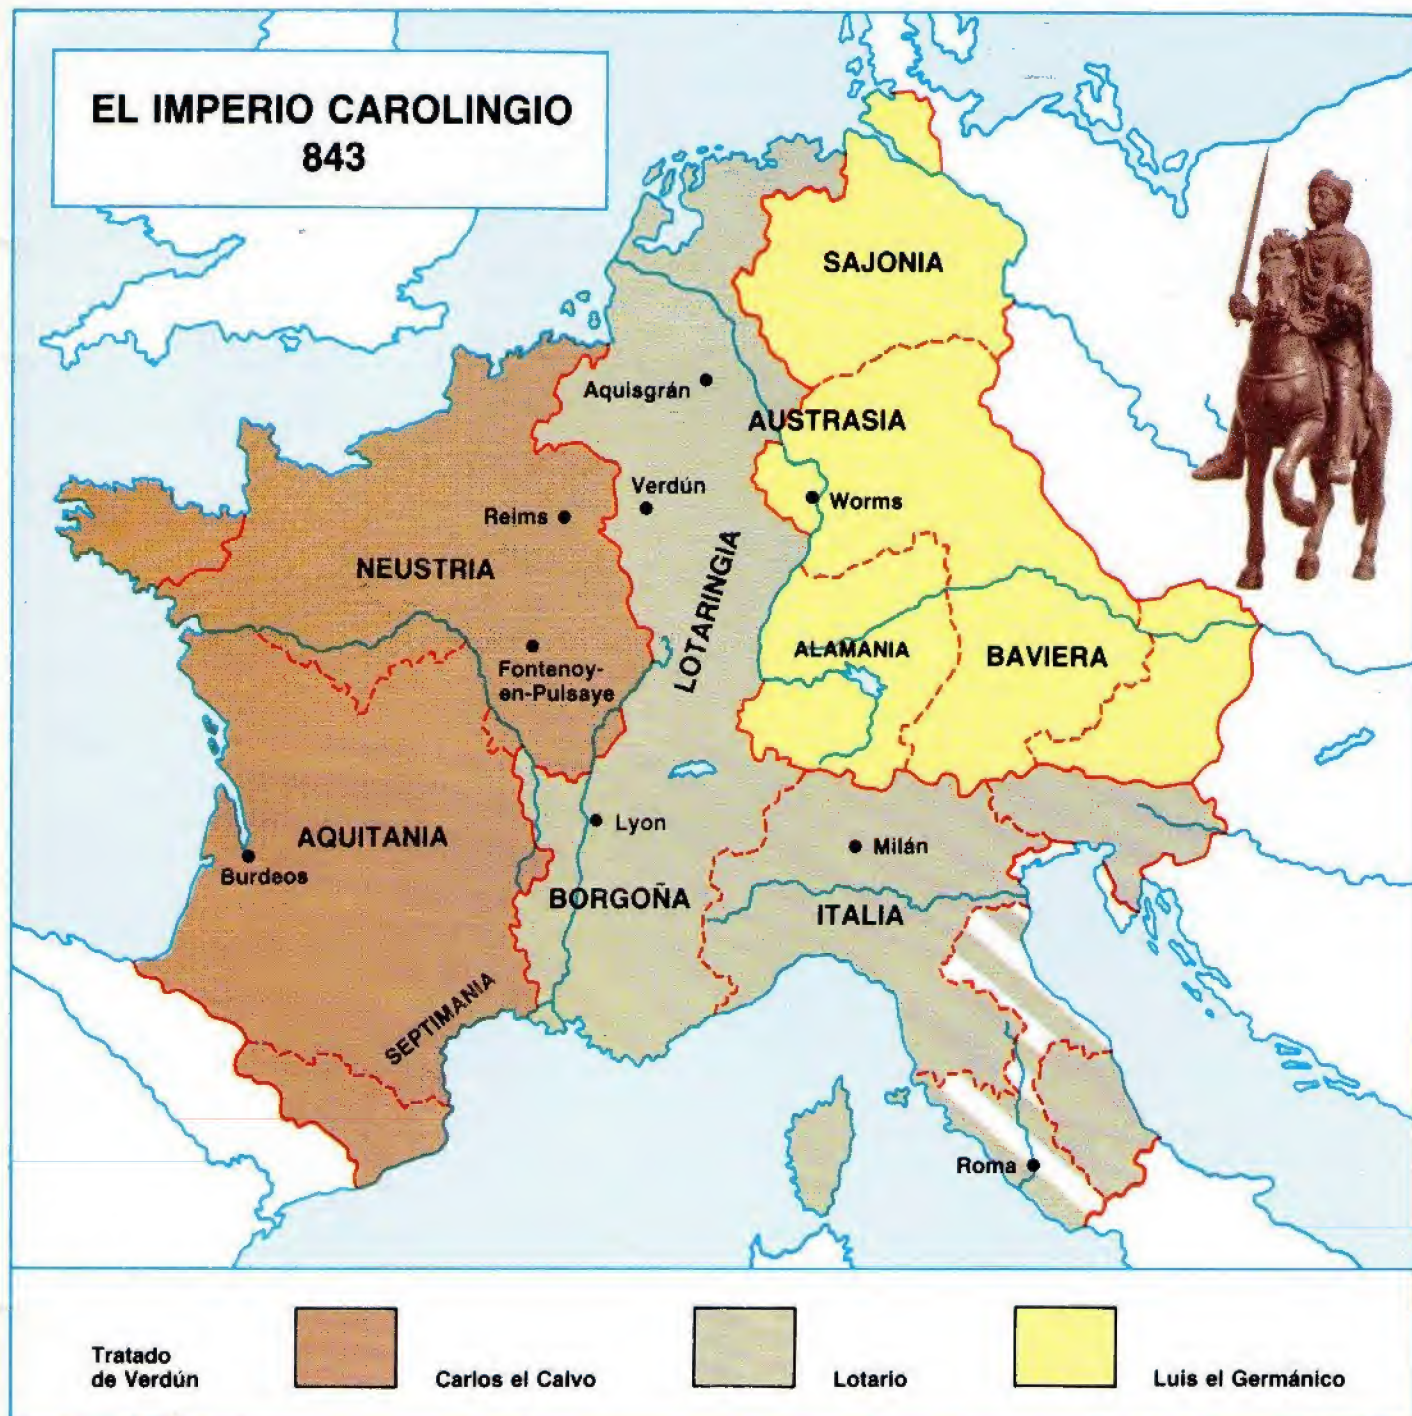 EL IMPERIO CAROLINGIO
843
SAJONIA
Aquisgrán
AUSTRASIA
Verdún
Worms
Reims
NEUSTRIA
LOTARINGIA
Fontenoy-
en-Puisaye
ALAMANIA
BAVIERA
AQUITANIA
Burdeos
Lyon
Milán
BORGOÑA
ITALIA
SEPTIMANIA
Roma
Tratado
de Verdún
Carlos el Calvo
Lotario
Luis el Germánico